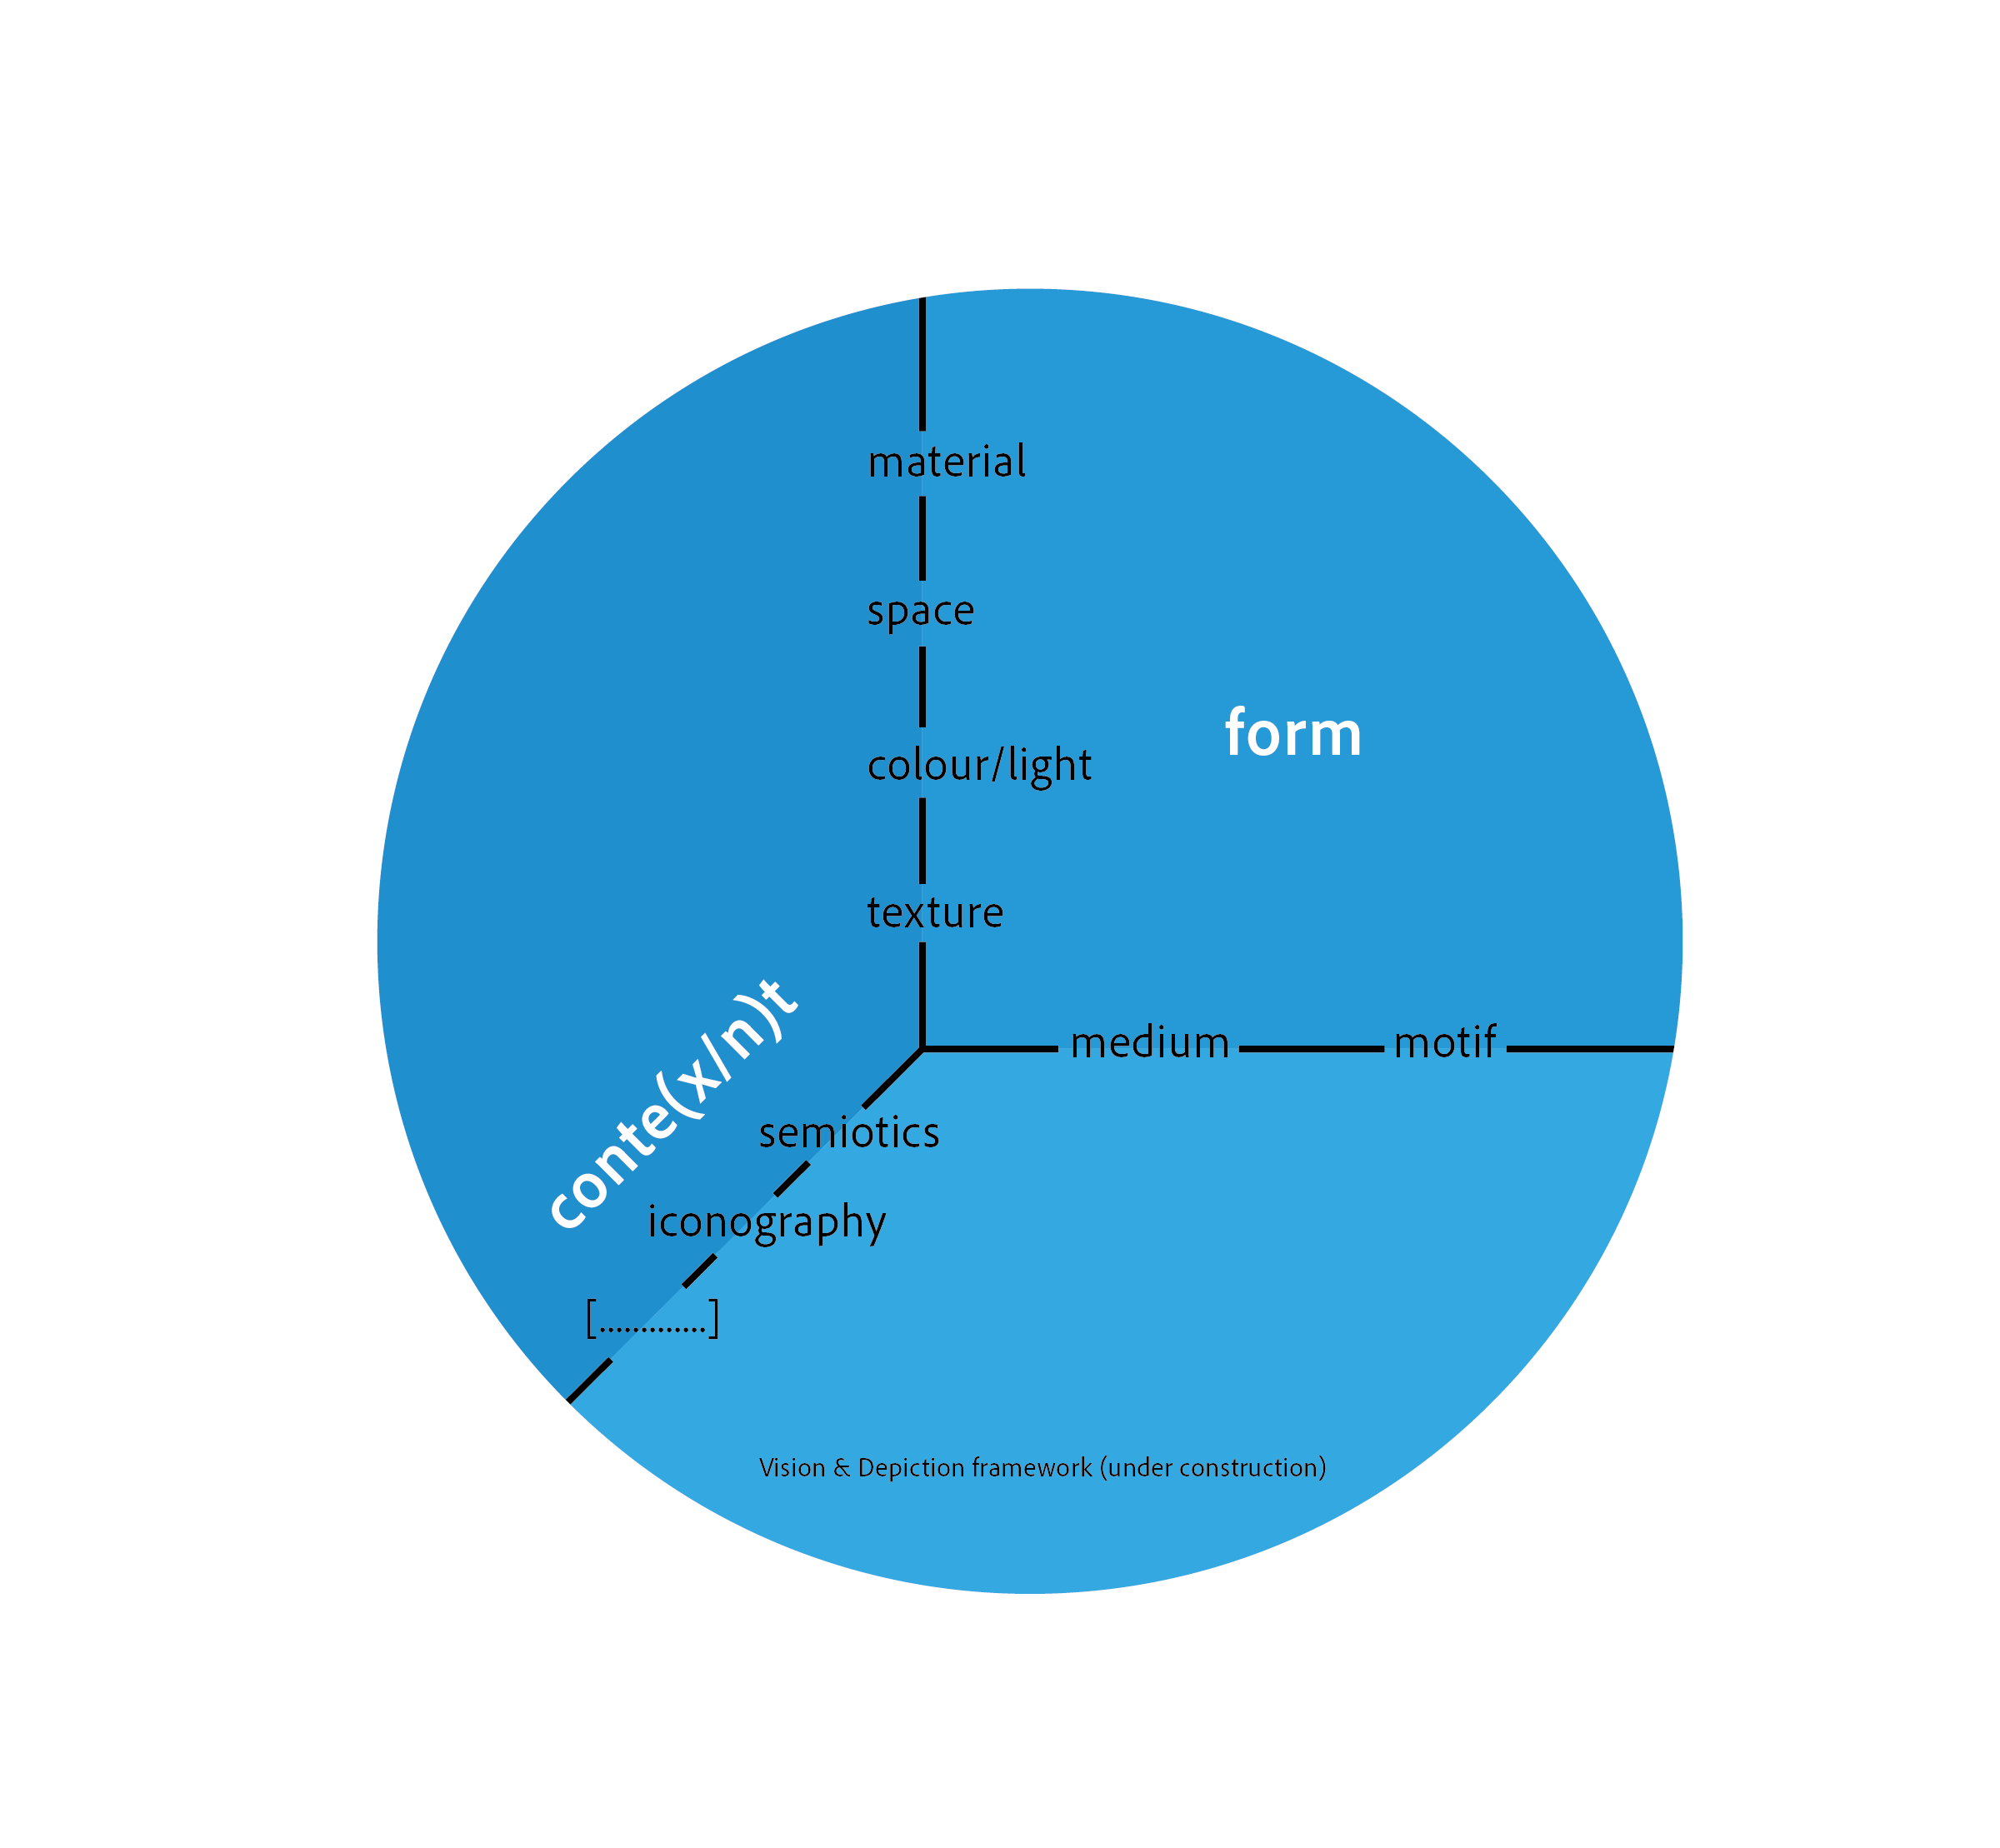 material
space
form
colour/light
texture
conte(x/n)t
medium
motif
semiotics
iconography
[.............]
Vision & Depiction framework (under construction)